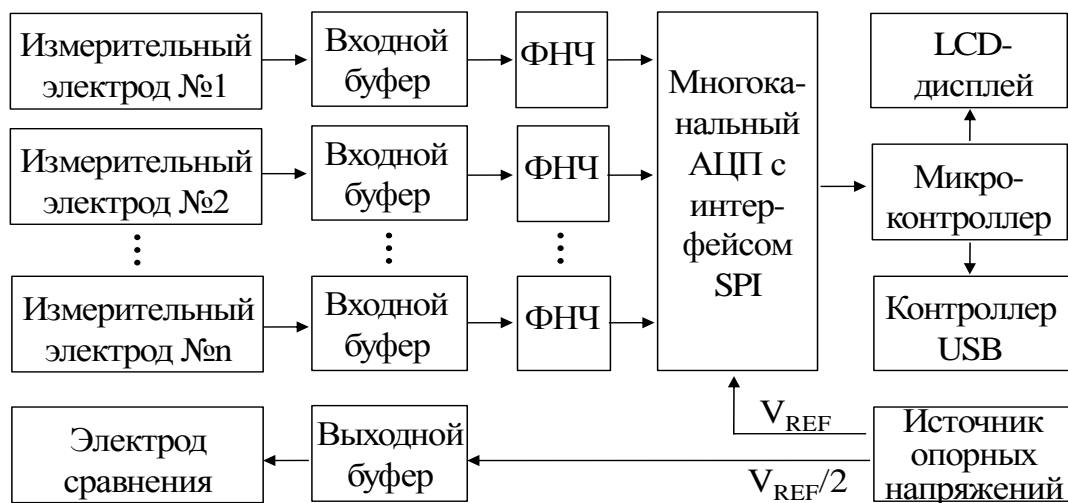 Измерительный
электрод №1
Входной
буфер
ФНЧ
Многока-
нальный
АЦП с
интер-
фейсом
SPI
LCD-
дисплей
Измерительный
электрод №2
Входной
буфер
ФНЧ
Микро-
контроллер
Измерительный
электрод №n
Входной
буфер
ФНЧ
Контроллер
USB
Электрод
сравнения
Выходной
буфер
V_REF
V_REF/2
Источник
опорных
напряжений